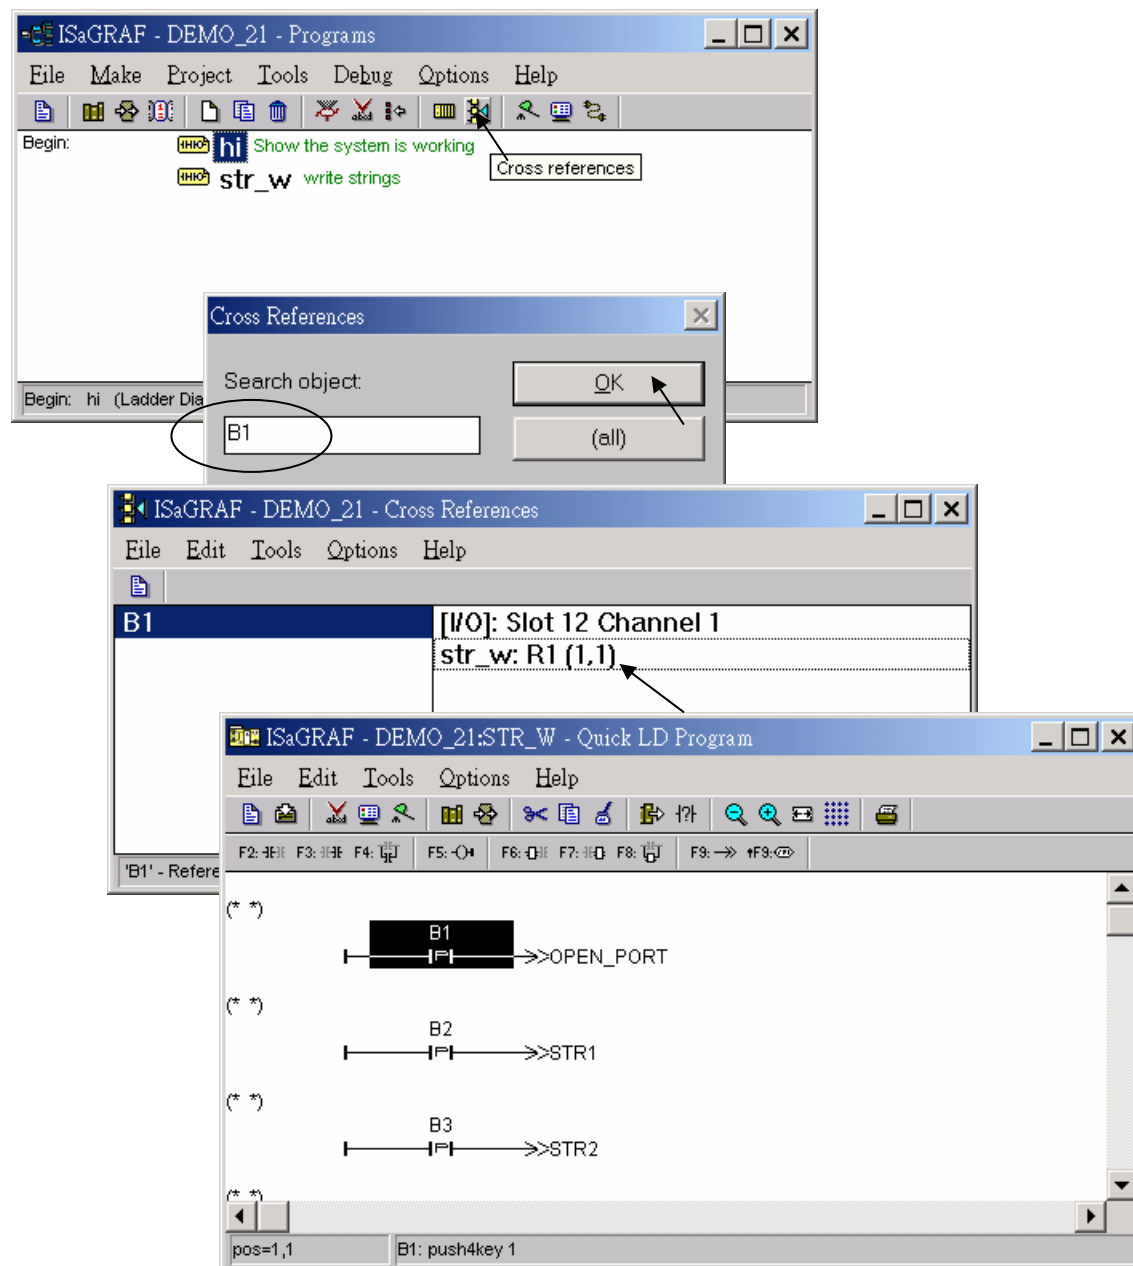 ISaGRAF - DEMO_21 - Programs
File Make Project Tools Debug Options Help
Begin: hi Show the system is working
Cross references
str_w write strings
Cross References
Search object:
OK
B1
(all)
Begin: hi (Ladder Dia
ISaGRAF - DEMO_21 - Cross References
File Edit Tools Options Help
B1 [I/O]: Slot 12 Channel 1
str_w: R1 (1,1)
ISaGRAF - DEMO_21:STR_W - Quick LD Program
File Edit Tools Options Help
F2: F3: F4: F5: F6: F7: F8: F9: F9:
'B1' - Refere
(* *)
B1
>>OPEN_PORT
(* *)
B2
>>STR1
(* *)
B3
>>STR2
(* *)
pos=1,1 B1: push4key 1